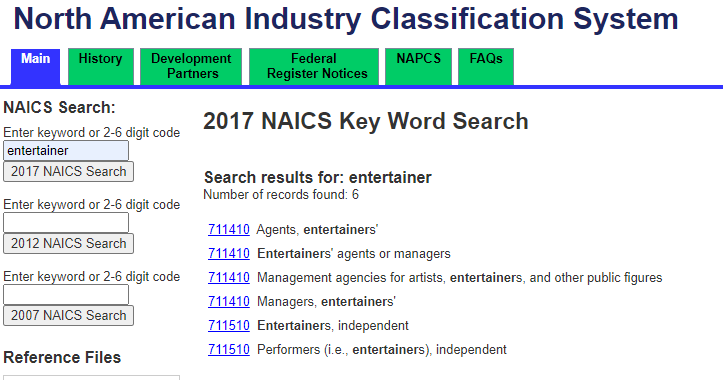 North American Industry Classification System
Main
History
Development
Partners
Federal
Register Notices
NAPCS
FAQs
NAICS Search:
Enter keyword or 2-6 digit code
entertainer
2017 NAICS Search
Enter keyword or 2-6 digit code
2012 NAICS Search
Enter keyword or 2-6 digit code
2007 NAICS Search
Reference Files
2017 NAICS Key Word Search
Search results for: entertainer
Number of records found: 6
711410 Agents, entertainers'
711410 Entertainers' agents or managers
711410 Management agencies for artists, entertainers, and other public figures
711410 Managers, entertainers'
711510 Entertainers, independent
711510 Performers (i.e., entertainers), independent